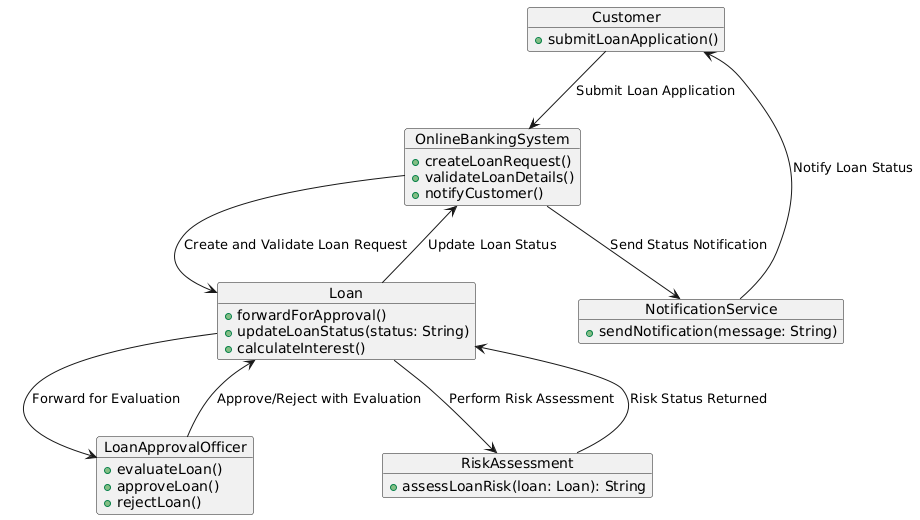 Customer
submitLoanApplication()
Submit Loan Application
OnlineBankingSystem
createLoanRequest()
validateLoanDetails()
notifyCustomer()
Notify Loan Status
Create and Validate Loan Request
Update Loan Status
Send Status Notification
Loan
forwardForApproval()
updateLoanStatus(status: String)
calculateInterest()
NotificationService
sendNotification(message: String)
Forward for Evaluation
Approve/Reject with Evaluation
Perform Risk Assessment
Risk Status Returned
LoanApprovalOfficer
evaluateLoan()
approveLoan()
rejectLoan()
RiskAssessment
assessLoanRisk(loan: Loan): String